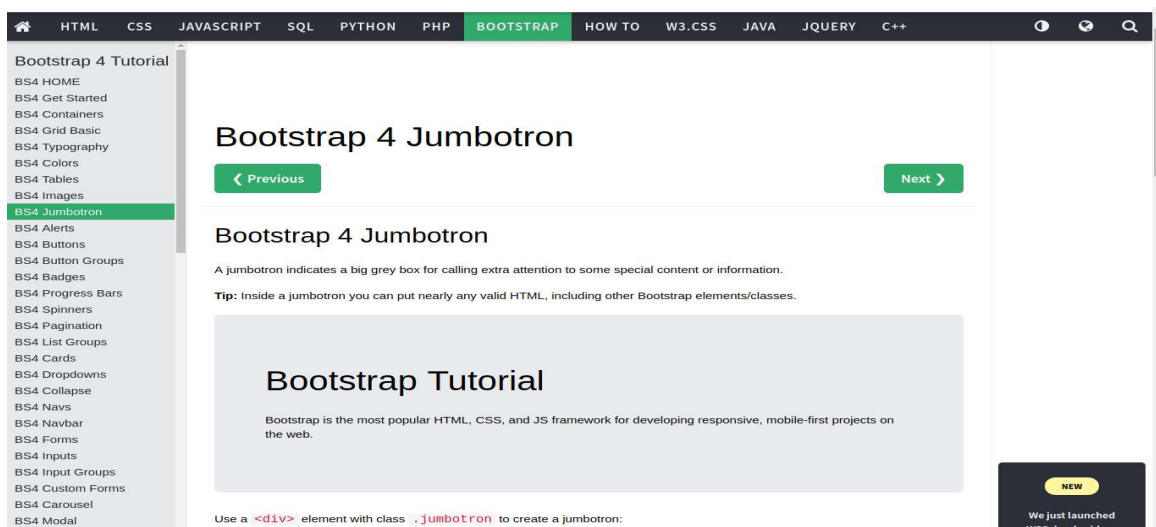 HTML CSS JAVASCRIPT SQL PYTHON PHP BOOTSTRAP HOW TO W3.CSS JAVA JQUERY C++
Bootstrap 4 Tutorial
BS4 HOME
BS4 Get Started
BS4 Containers
BS4 Grid Basic
BS4 Typography
BS4 Colors
BS4 Tables
BS4 Images
BS4 Jumbotron
BS4 Alerts
BS4 Buttons
BS4 Button Groups
BS4 Badges
BS4 Progress Bars
BS4 Spinners
BS4 Pagination
BS4 List Groups
BS4 Cards
BS4 Dropdowns
BS4 Collapse
BS4 Navs
BS4 Navbar
BS4 Forms
BS4 Inputs
BS4 Input Groups
BS4 Custom Forms
BS4 Carousel
BS4 Modal
Bootstrap 4 Jumbotron
❮ Previous
Next ❯
Bootstrap 4 Jumbotron
A jumbotron indicates a big grey box for calling extra attention to some special content or information.
Tip: Inside a jumbotron you can put nearly any valid HTML, including other Bootstrap elements/classes.
Bootstrap Tutorial
Bootstrap is the most popular HTML, CSS, and JS framework for developing responsive, mobile-first projects on
the web.
Use a <div> element with class .jumbotron to create a jumbotron:
NEW
We just launched